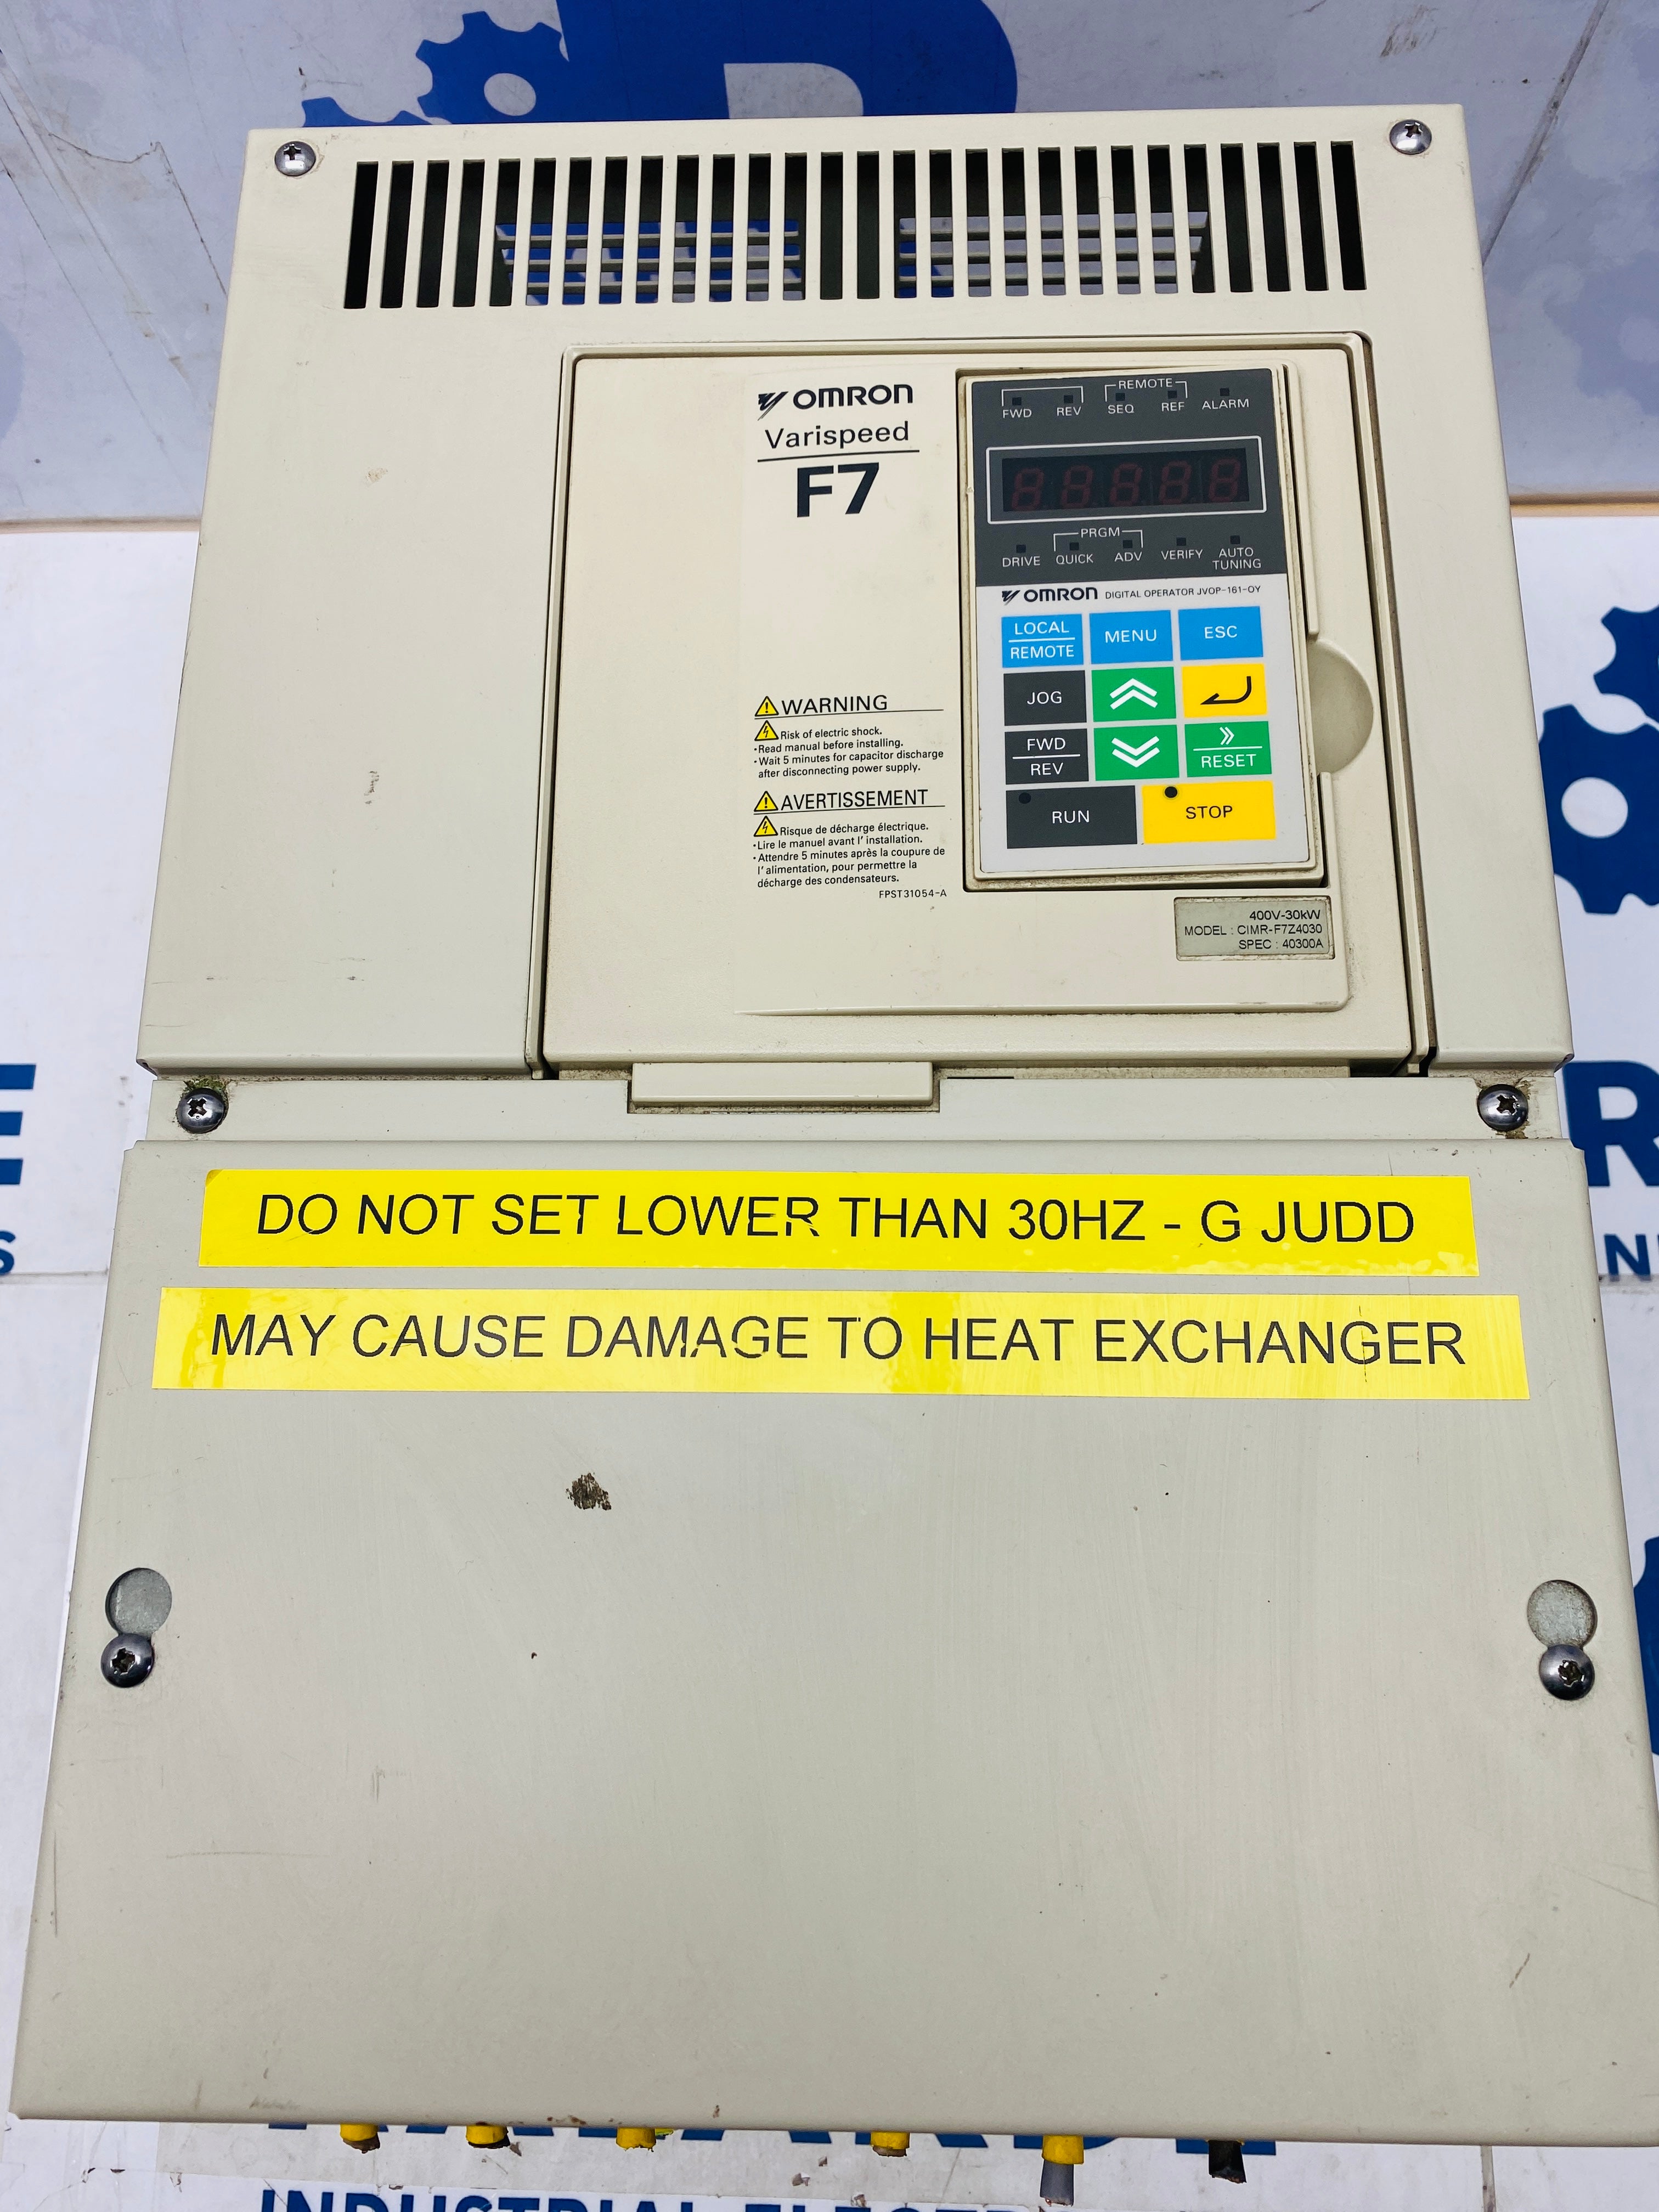 OMRON
Varispeed
F7
WARNING
Risk of electric shock.
·Read manual before installing.
·Wait 5 minutes for capacitor discharge
after disconnecting power supply.
AVERTISSEMENT
Risque de décharge électrique.
·Lire le manuel avant l' installation.
·Attendre 5 minutes après la coupure de
l' alimentation, pour permettre la
décharge des condensateurs.
FPST31054-A
REMOTE
FWD REV SEQ REF ALARM
PRGM
DRIVE QUICK ADV VERIFY AUTO
TUNING
OMRON DIGITAL OPERATOR JVOP-161-OY
LOCAL
REMOTE
MENU
ESC
JOG
FWD
REV
RESET
RUN
STOP
400V-30kW
MODEL : CIMR-F7Z4030
SPEC : 40300A
DO NOT SET LOWER THAN 30HZ - G JUDD
MAY CAUSE DAMAGE TO HEAT EXCHANGER